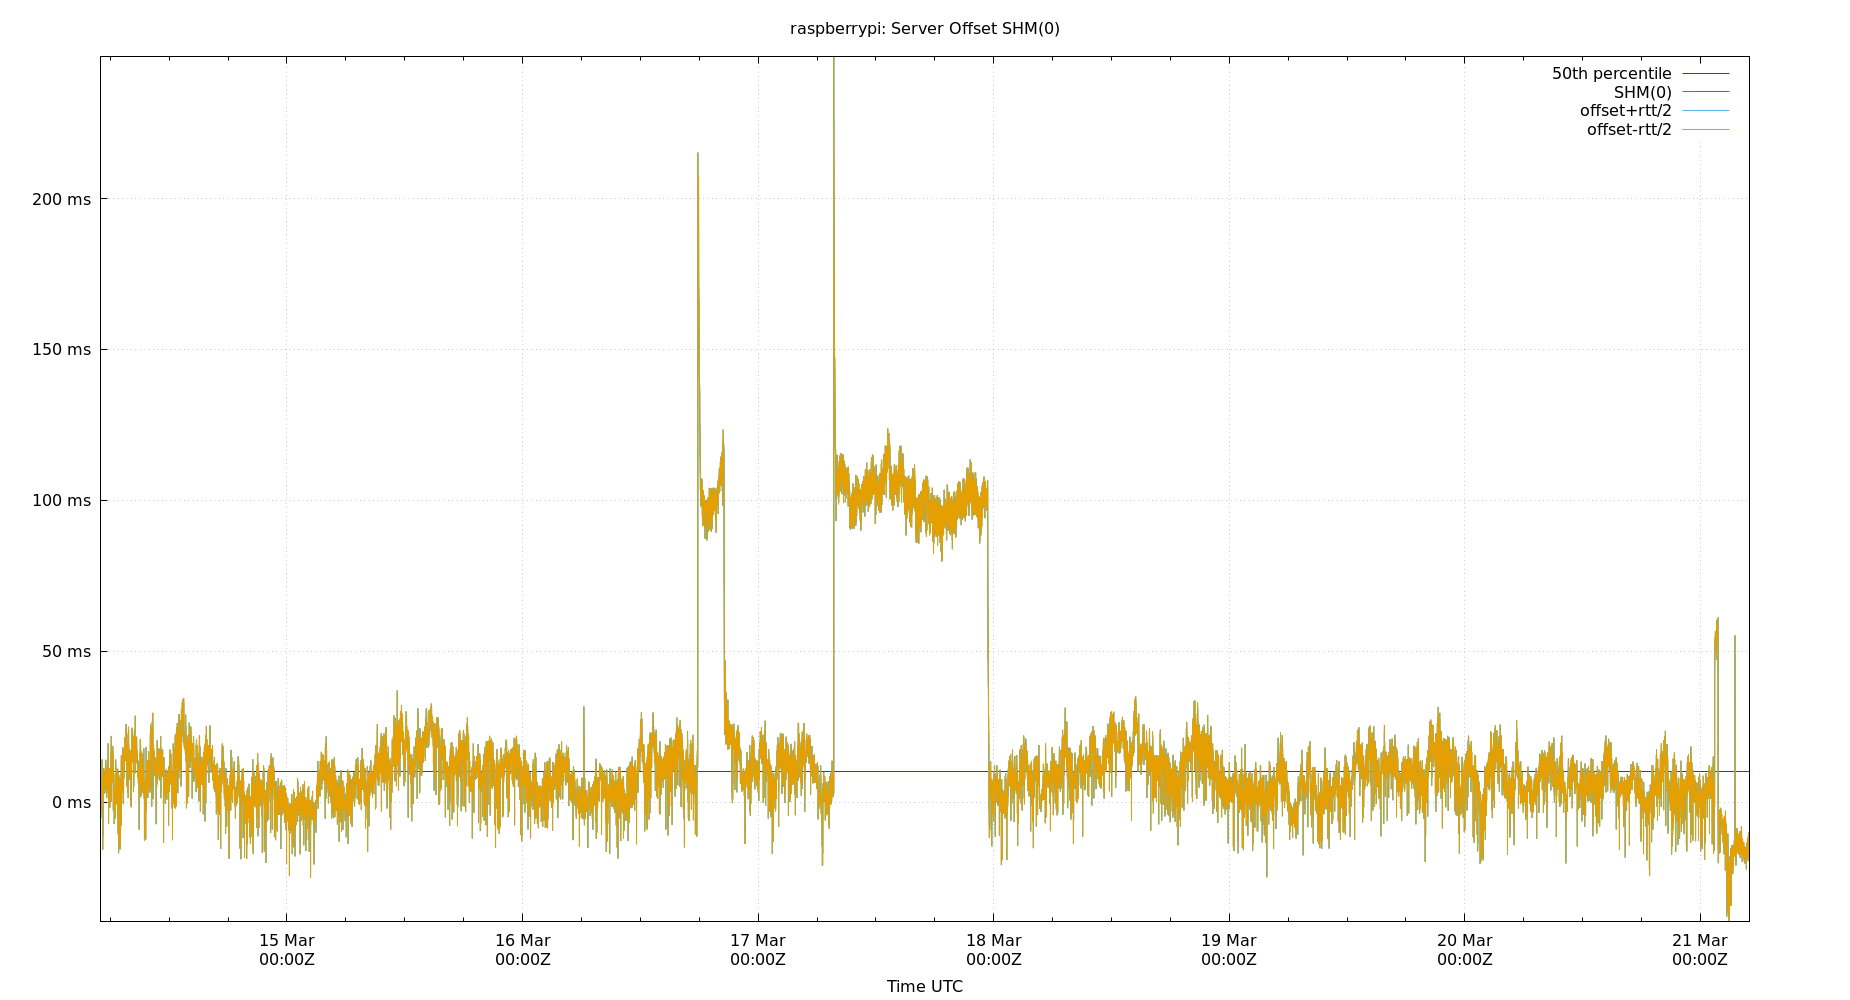 raspberrypi: Server Offset SHM(0)
50th percentile
SHM(0)
offset+rtt/2
offset-rtt/2
200 ms
150 ms
100 ms
50 ms
0 ms
15 Mar 16 Mar 17 Mar 18 Mar 19 Mar 20 Mar 21 Mar
00:00Z 00:00Z 00:00Z 00:00Z 00:00Z 00:00Z 00:00Z
Time UTC